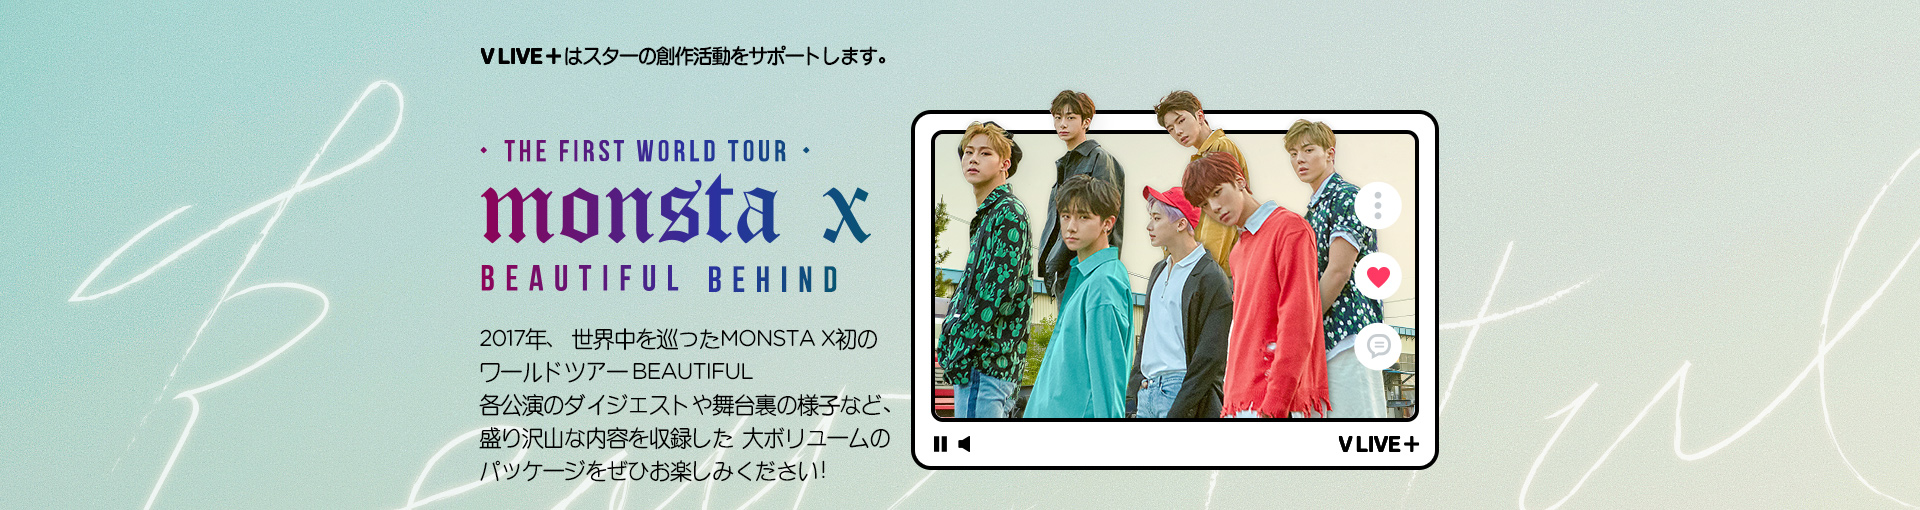 V LIVE+はスターの創作活動をサポートします。
THE FIRST WORLD TOUR
monsta x
BEAUTIFUL BEHIND
2017年、世界中を巡ったMONSTA X初の
ワールドツアー BEAUTIFUL
各公演のダイジェストや舞台裏の様子など、
盛り沢山な内容を収録した 大ボリュームの
パッケージをぜひお楽しみください!
V LIVE+
Beautiful